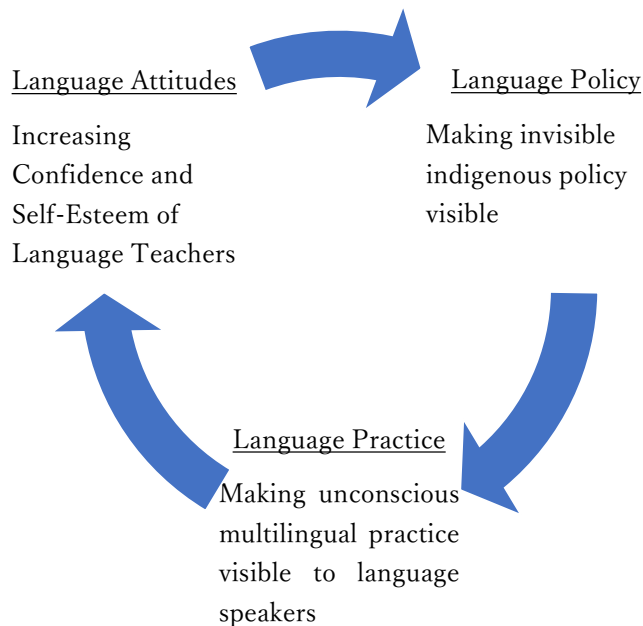 Language Attitudes
Increasing
Confidence and
Self-Esteem of
Language Teachers
Language Policy
Making invisible
indigenous policy
visible
Language Practice
Making unconscious
multilingual practice
visible to language
speakers